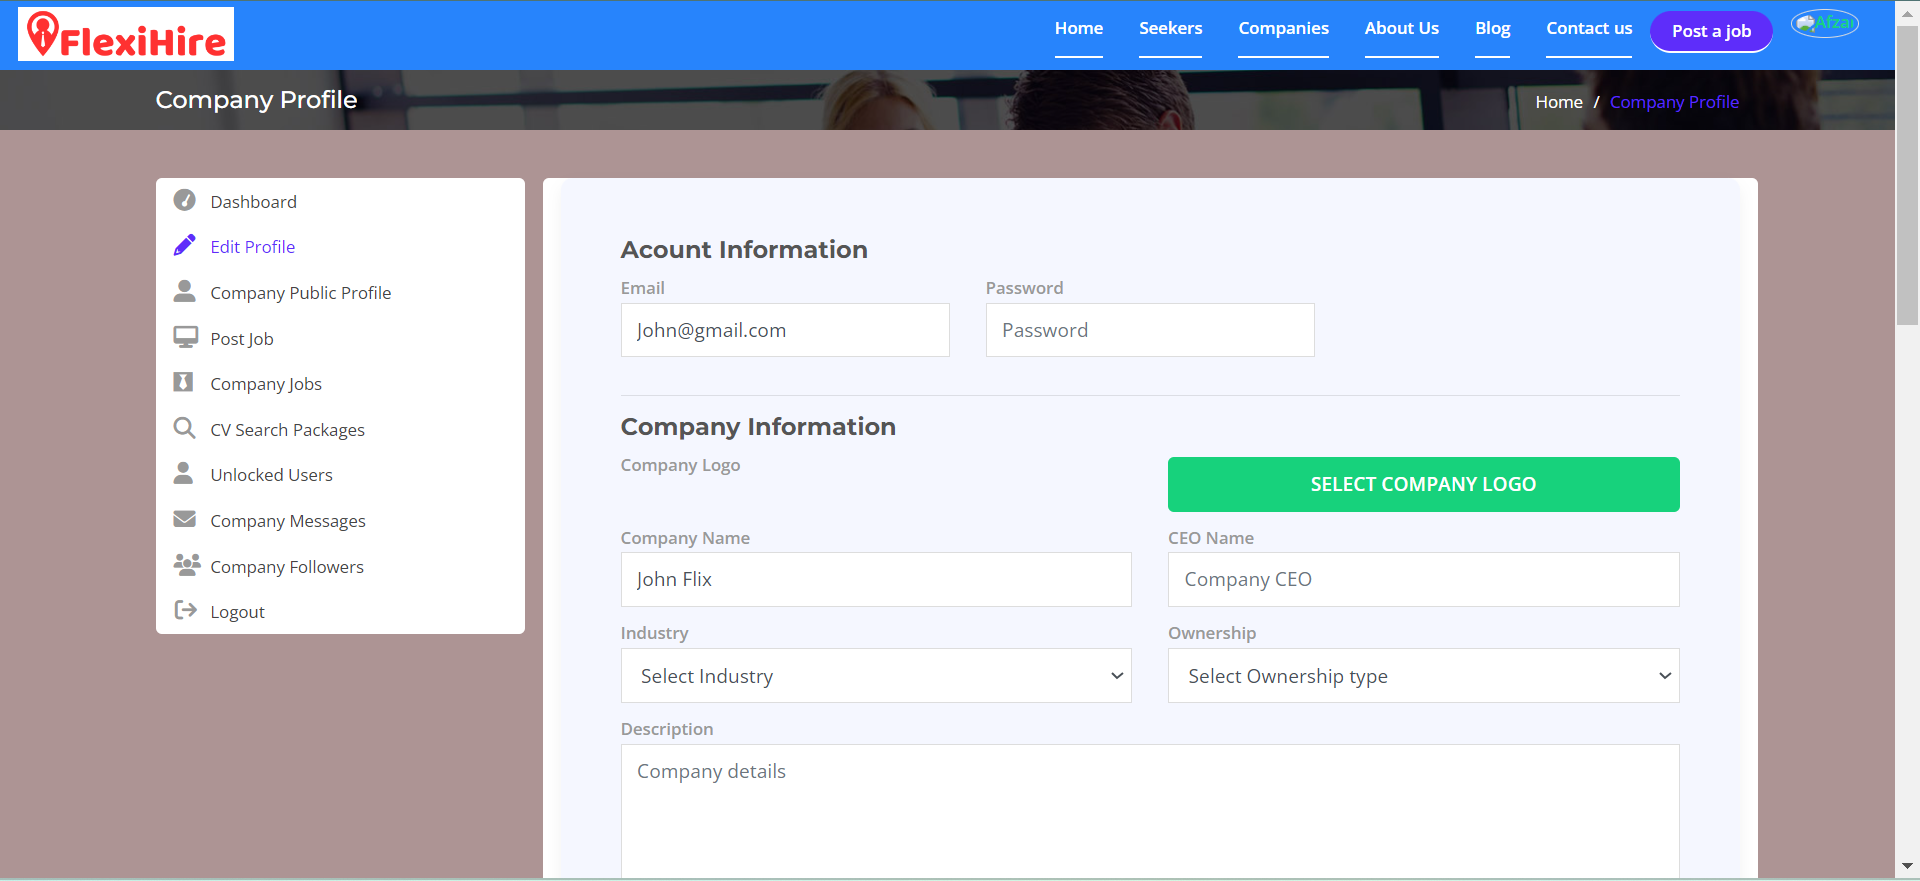 FlexiHire
Home Seekers Companies About Us Blog Contact us Post a job
Company Profile
Home / Company Profile
Dashboard
Edit Profile
Company Public Profile
Post Job
Company Jobs
CV Search Packages
Unlocked Users
Company Messages
Company Followers
Logout
Acount Information
Email Password
John@gmail.com Password
Company Information
Company Logo SELECT COMPANY LOGO
Company Name CEO Name
John Flix Company CEO
Industry Ownership
Select Industry Select Ownership type
Description
Company details